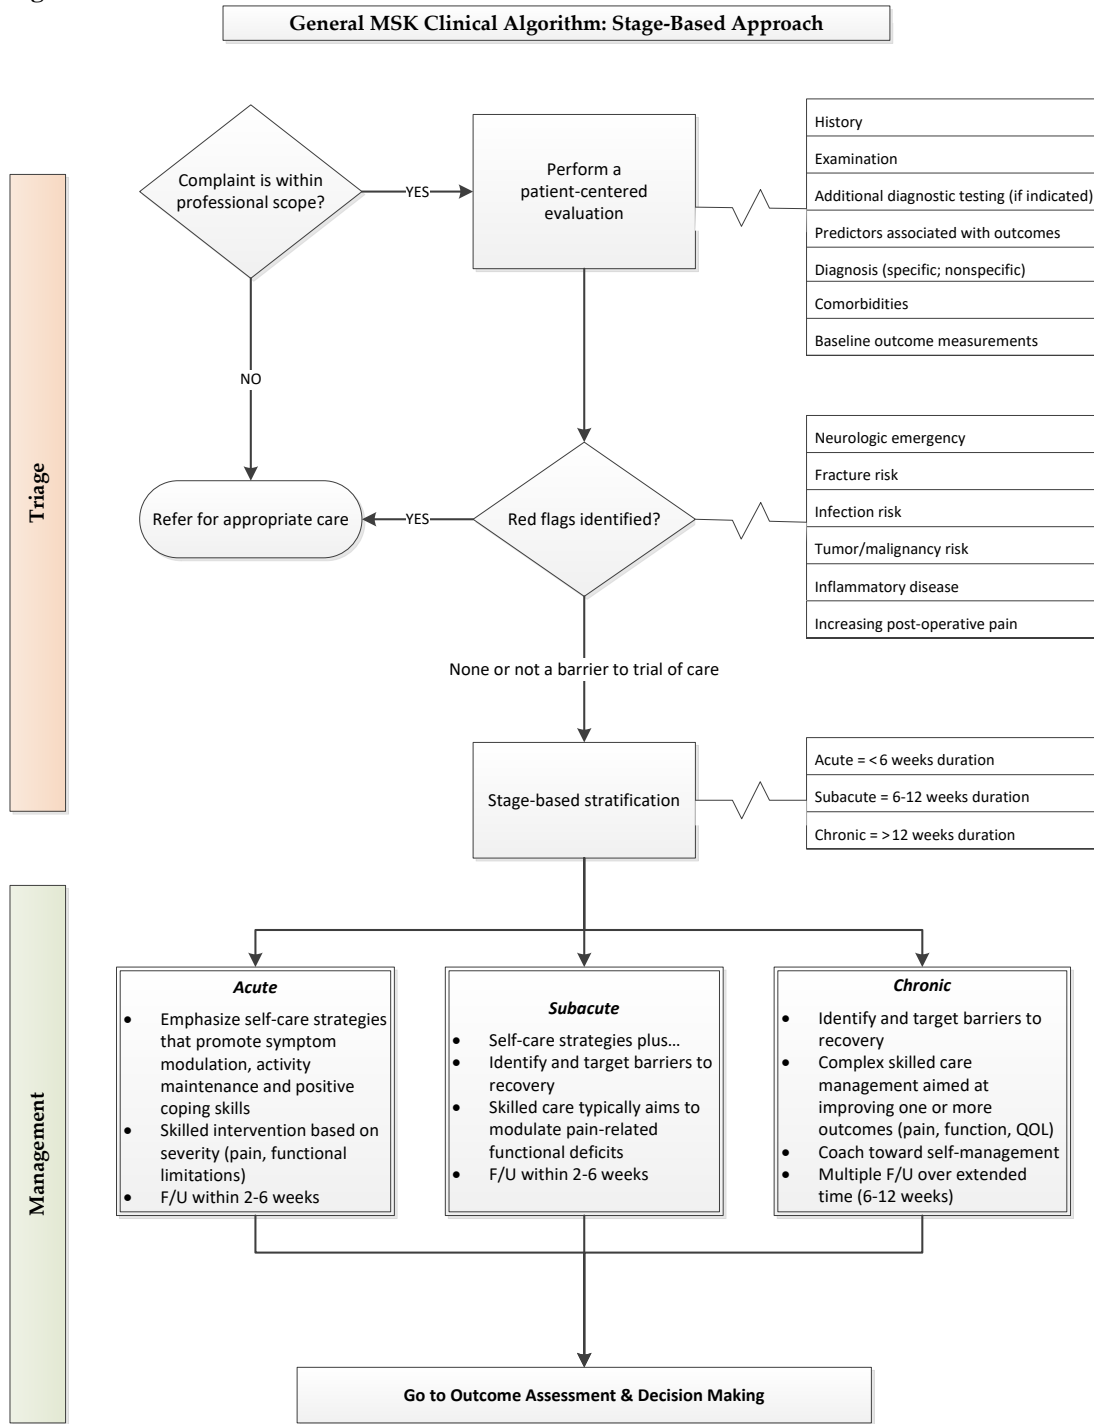 General MSK Clinical Algorithm: Stage-Based Approach
Complaint is within
professional scope?
YES
Perform a
patient-centered
evaluation
History
Examination
Additional diagnostic testing (if indicated)
Predictors associated with outcomes
Diagnosis (specific; nonspecific)
Comorbidities
Baseline outcome measurements
NO
Triage
Refer for appropriate care
YES
Red flags identified?
Neurologic emergency
Fracture risk
Infection risk
Tumor/malignancy risk
Inflammatory disease
Increasing post-operative pain
None or not a barrier to trial of care
Stage-based stratification
Acute = <6 weeks duration
Subacute = 6-12 weeks duration
Chronic = >12 weeks duration
Management
Acute
• Emphasize self-care strategies
that promote symptom
modulation, activity
maintenance and positive
coping skills
• Skilled intervention based on
severity (pain, functional
limitations)
• F/U within 2-6 weeks
Subacute
• Self-care strategies plus…
• Identify and target barriers to
recovery
• Skilled care typically aims to
modulate pain-related
functional deficits
• F/U within 2-6 weeks
Chronic
• Identify and target barriers to
recovery
• Complex skilled care
management aimed at
improving one or more
outcomes (pain, function, QOL)
• Coach toward self-management
• Multiple F/U over extended
time (6-12 weeks)
Go to Outcome Assessment & Decision Making